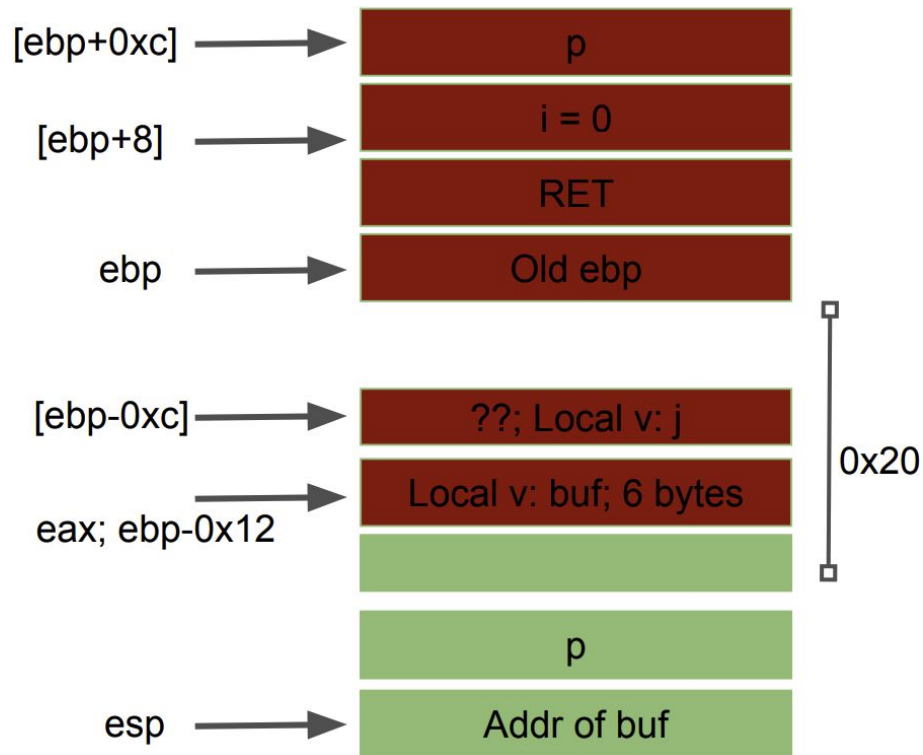 [ebp+0xc]
p
[ebp+8]
i = 0
RET
ebp
Old ebp
[ebp-0xc]
??; Local v: j
0x20
eax; ebp-0x12
Local v: buf; 6 bytes
p
esp
Addr of buf